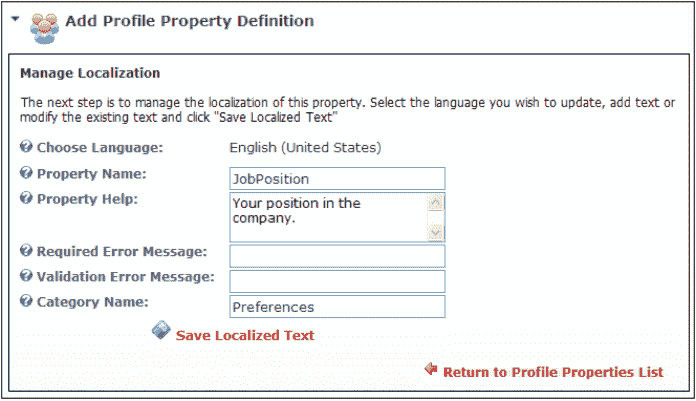 Add Profile Property Definition
Manage Localization
The next step is to manage the localization of this property. Select the language you wish to update, add text or
modify the existing text and click "Save Localized Text"
Choose Language: English (United States)
Property Name: JobPosition
Property Help: Your position in the
company.
Required Error Message:
Validation Error Message:
Category Name: Preferences
Save Localized Text
Return to Profile Properties List